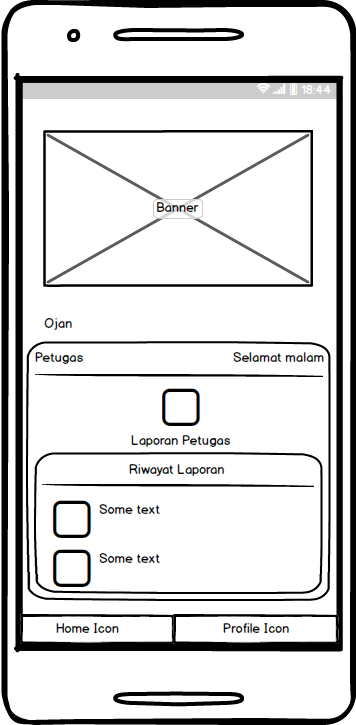 18:44
Banner
Ojan
Petugas Selamat malam
Laporan Petugas
Riwayat Laporan
Some text
Some text
Home Icon Profile Icon